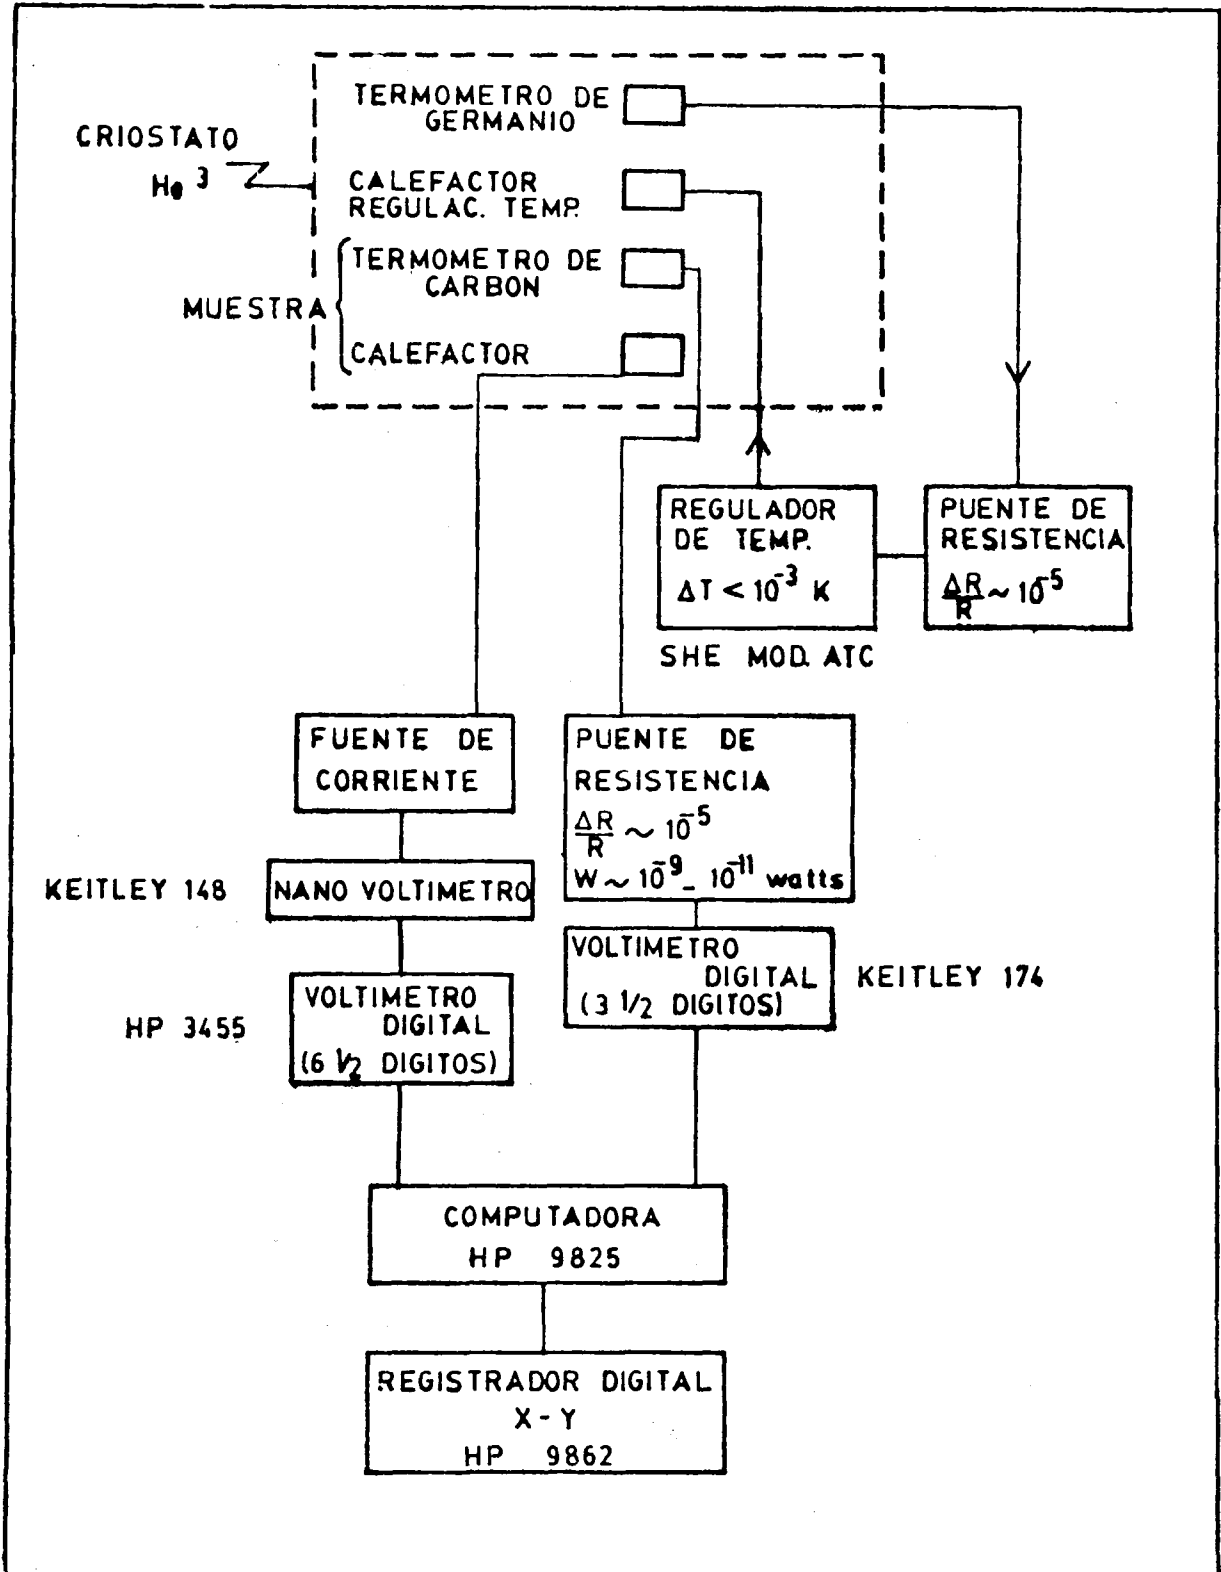 TERMOMETRO DE
GERMANIO
CRIOSTATO
He 3
CALEFACTOR
REGULAC. TEMP.
TERMOMETRO DE
CARBON
MUESTRA
CALEFACTOR
REGULADOR
DE TEMP.
ΔT < 10⁻³ K
SHE MOD. ATC
PUENTE DE
RESISTENCIA
ΔR/R ~ 10⁻⁵
FUENTE DE
CORRIENTE
PUENTE DE
RESISTENCIA
ΔR/R ~ 10⁻⁵
W ~ 10⁻⁹ - 10⁻¹¹ watts
KEITLEY 148
NANO VOLTIMETRO
VOLTIMETRO
DIGITAL
(3 1/2 DIGITOS)
KEITLEY 174
HP 3455
VOLTIMETRO
DIGITAL
(6 1/2 DIGITOS)
COMPUTADORA
HP 9825
REGISTRADOR DIGITAL
X - Y
HP 9862